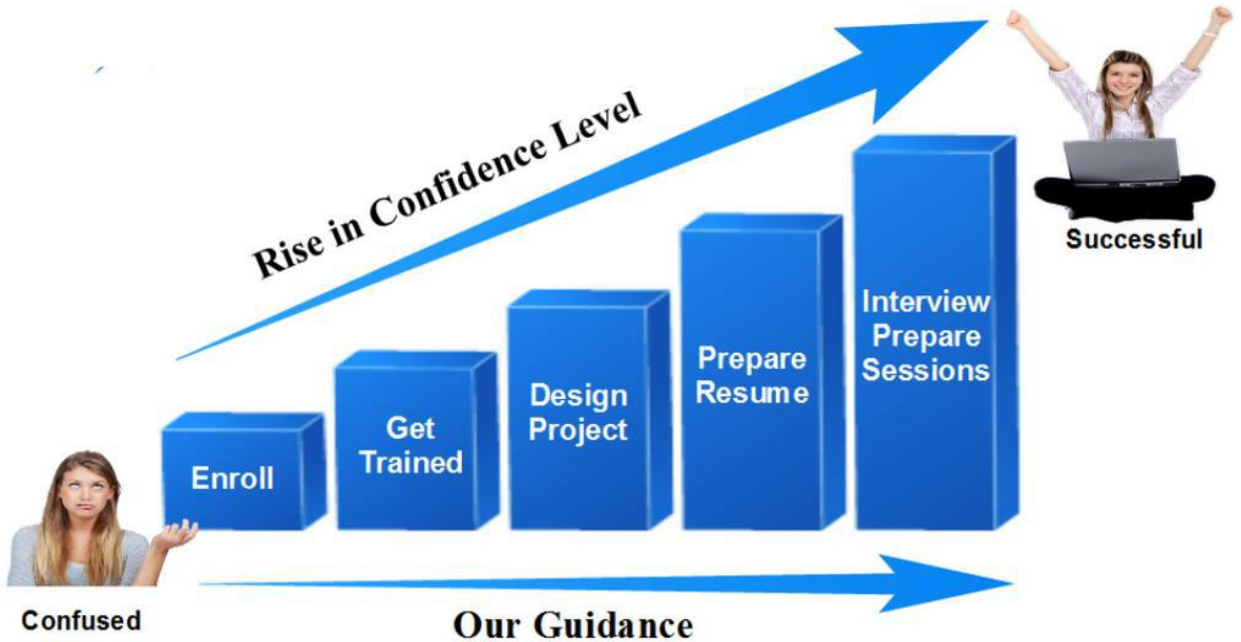 Rise in Confidence Level
Successful
Enroll
Get
Trained
Design
Project
Prepare
Resume
Interview
Prepare
Sessions
Confused
Our Guidance